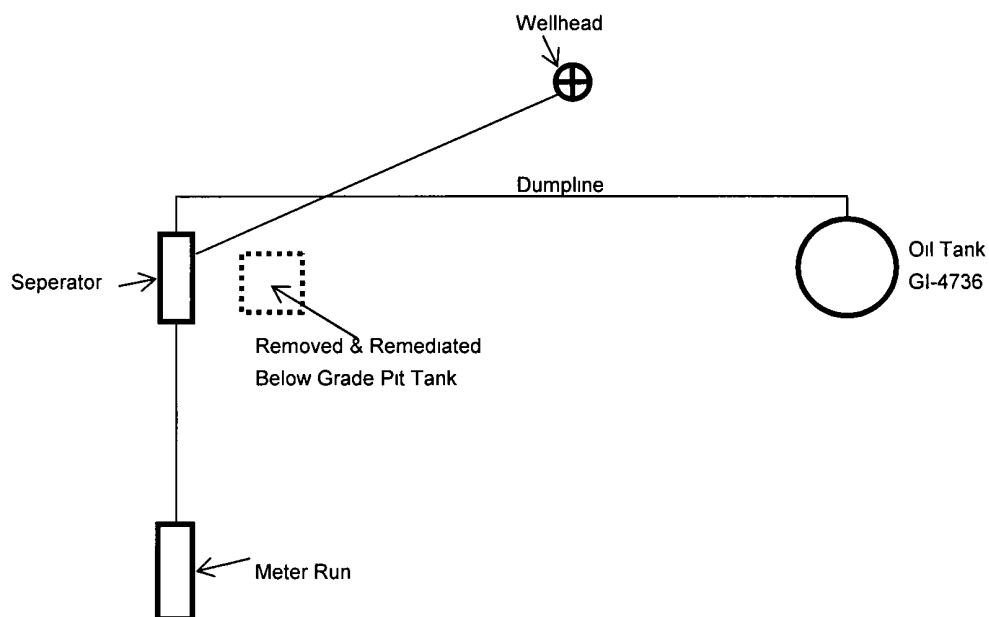 Wellhead
Dumpline
Oil Tank
GI-4736
Seperator
Removed & Remediated
Below Grade Pit Tank
Meter Run